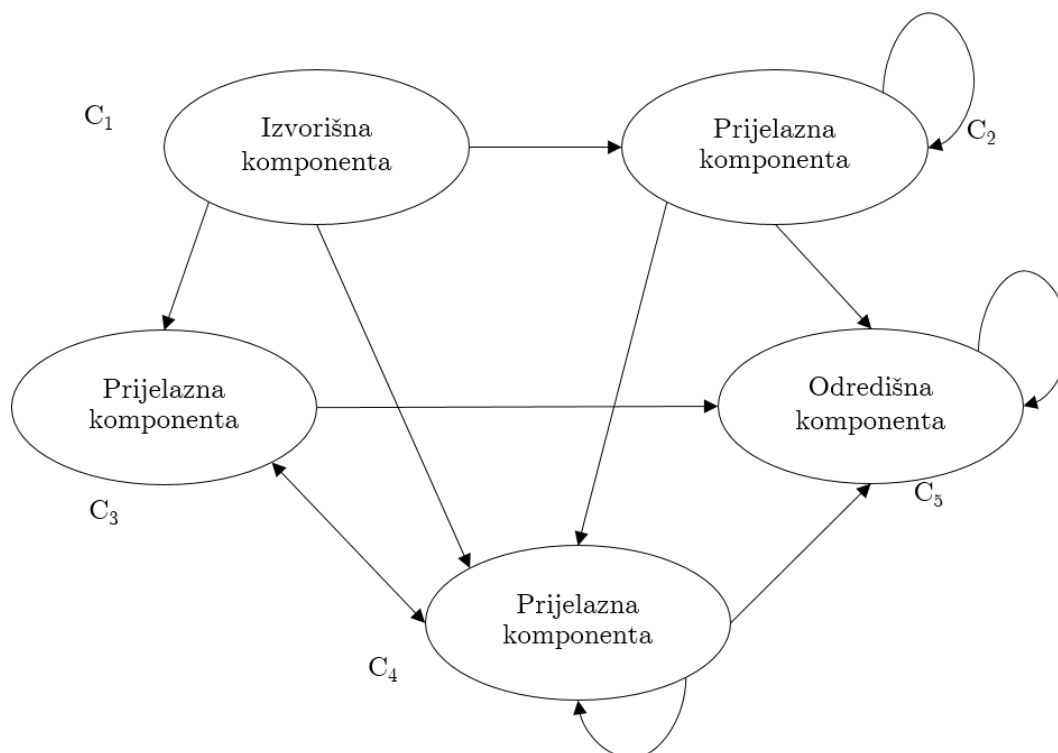 C₁
Izvorišna
komponenta
Prijelazna
komponenta
C₂
Prijelazna
komponenta
C₃
Odredišna
komponenta
C₅
Prijelazna
komponenta
C₄